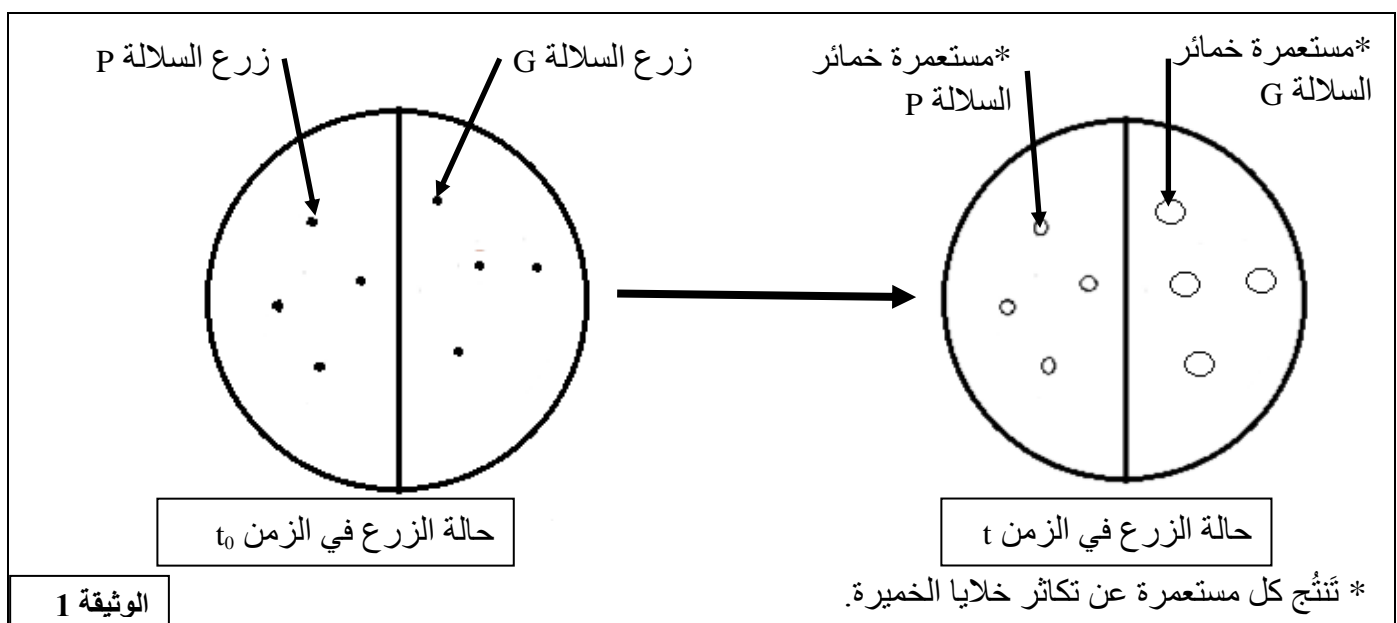 زرع السلالة P
زرع السلالة G
*مستعمرة خمائر
السلالة P
*مستعمرة خمائر
السلالة G
حالة الزرع في الزمن t₀
حالة الزرع في الزمن t
* تَنتُج كل مستعمرة عن تكاثر خلايا الخميرة.
الوثيقة 1